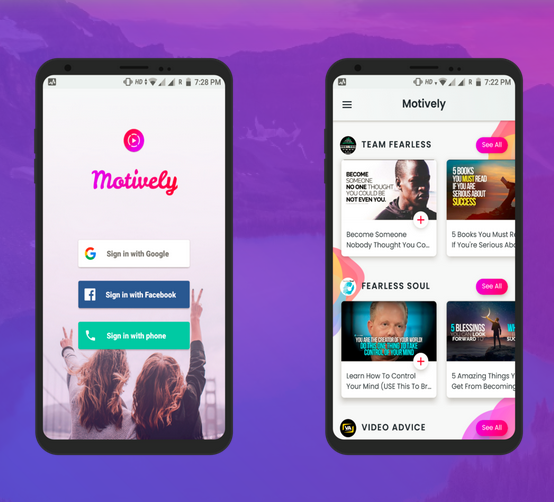 HD R 7:28 PM
Motively
Sign in with Google
Sign in with Facebook
Sign in with phone
HD R 7:22 PM
Motively
TEAM FEARLESS
See All
BECOME
SOMEONE
NO ONE THOUGHT
YOU COULD BE
NOT EVEN YOU.
Become Someone
Nobody Thought You Co...
5 BOOKS
YOU MUST READ
IF YOU ARE
SERIOUS ABOUT
SUCCESS
5 Books You Must R
If You're Serious Abo
FEARLESS SOUL
See All
YOU ARE THE CREATOR OF YOUR WORLD!
DO THIS ONE THING TO TAKE
CONTROL OF YOUR MIND
Learn How To Control
Your Mind (USE This To Br...
5 BLESSINGS
YOU CAN LOOK
FORWARD TO
5 Amazing Things Y
Get From Becoming
VA
VIDEO ADVICE
See All